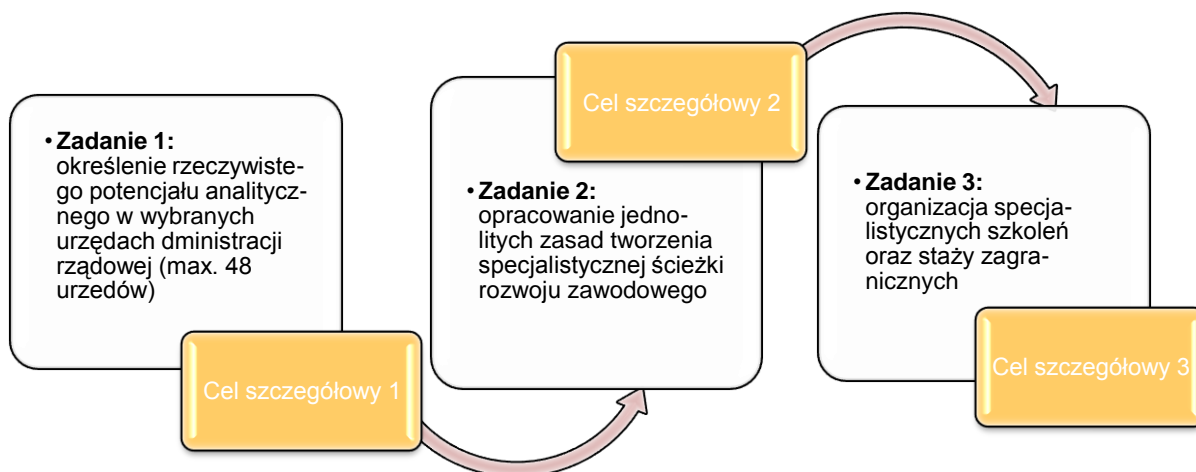 • Zadanie 1:
określenie rzeczywiste-
go potencjału analitycz-
nego w wybranych
urzędach dministracji
rządowej (max. 48
urzedów)
Cel szczegółowy 1
Cel szczegółowy 2
• Zadanie 2:
opracowanie jedno-
litych zasad tworzenia
specjalistycznej ścieżki
rozwoju zawodowego
• Zadanie 3:
organizacja specja-
listycznych szkoleń
oraz staży zagra-
nicznych
Cel szczegółowy 3